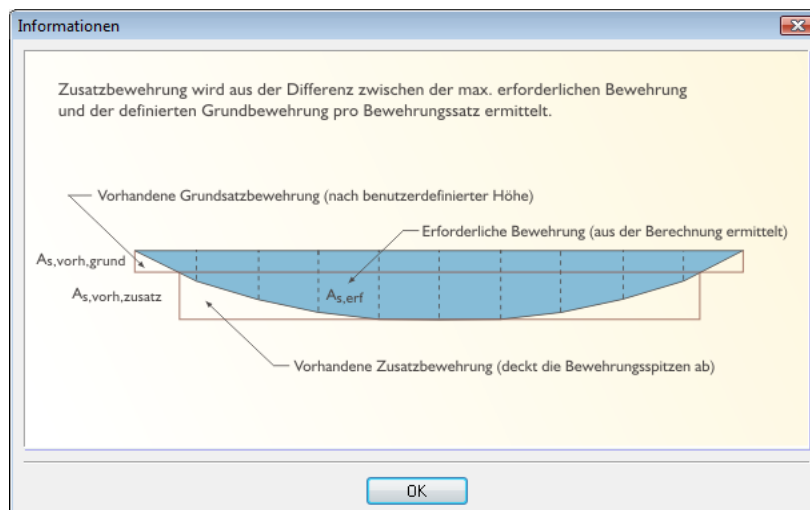 Informationen
Zusatzbewehrung wird aus der Differenz zwischen der max. erforderlichen Bewehrung
und der definierten Grundbewehrung pro Bewehrungssatz ermittelt.
Vorhandene Grundsatzbewehrung (nach benutzerdefinierter Höhe)
Erforderliche Bewehrung (aus der Berechnung ermittelt)
As,vorh,grund
As,vorh,zusatz
As,erf
Vorhandene Zusatzbewehrung (deckt die Bewehrungsspitzen ab)
OK